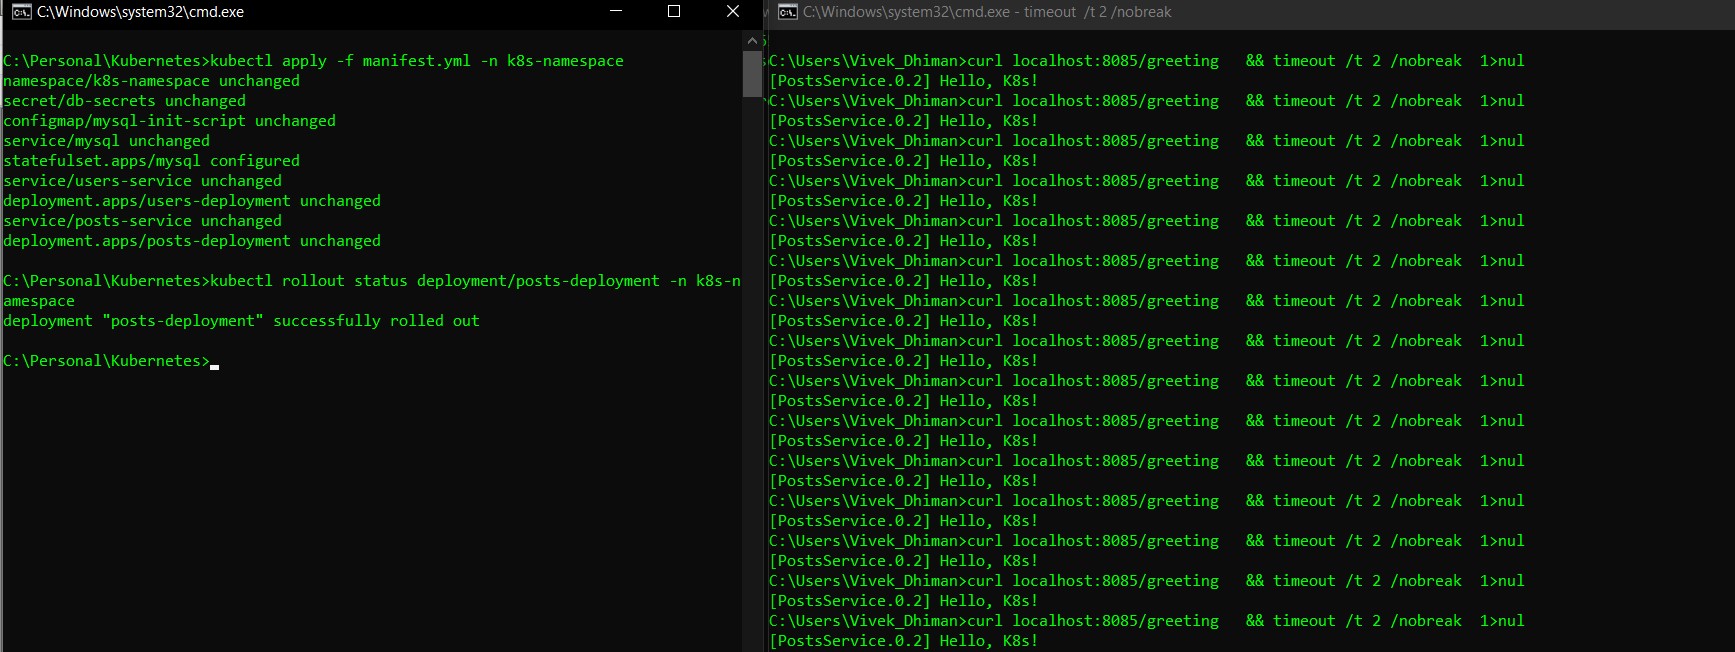 C:\Windows\system32\cmd.exe
C:\Personal\Kubernetes>kubectl apply -f manifest.yml -n k8s-namespace
namespace/k8s-namespace unchanged
secret/db-secrets unchanged
configmap/mysql-init-script unchanged
service/mysql unchanged
statefulset.apps/mysql configured
service/users-service unchanged
deployment.apps/users-deployment unchanged
service/posts-service unchanged
deployment.apps/posts-deployment unchanged
C:\Personal\Kubernetes>kubectl rollout status deployment/posts-deployment -n k8s-n
amespace
deployment "posts-deployment" successfully rolled out
C:\Personal\Kubernetes>
C:\Windows\system32\cmd.exe - timeout /t 2 /nobreak
C:\Users\Vivek_Dhiman>curl localhost:8085/greeting   && timeout /t 2 /nobreak  1>nul
[PostsService.0.2] Hello, K8s!
C:\Users\Vivek_Dhiman>curl localhost:8085/greeting   && timeout /t 2 /nobreak  1>nul
[PostsService.0.2] Hello, K8s!
C:\Users\Vivek_Dhiman>curl localhost:8085/greeting   && timeout /t 2 /nobreak  1>nul
[PostsService.0.2] Hello, K8s!
C:\Users\Vivek_Dhiman>curl localhost:8085/greeting   && timeout /t 2 /nobreak  1>nul
[PostsService.0.2] Hello, K8s!
C:\Users\Vivek_Dhiman>curl localhost:8085/greeting   && timeout /t 2 /nobreak  1>nul
[PostsService.0.2] Hello, K8s!
C:\Users\Vivek_Dhiman>curl localhost:8085/greeting   && timeout /t 2 /nobreak  1>nul
[PostsService.0.2] Hello, K8s!
C:\Users\Vivek_Dhiman>curl localhost:8085/greeting   && timeout /t 2 /nobreak  1>nul
[PostsService.0.2] Hello, K8s!
C:\Users\Vivek_Dhiman>curl localhost:8085/greeting   && timeout /t 2 /nobreak  1>nul
[PostsService.0.2] Hello, K8s!
C:\Users\Vivek_Dhiman>curl localhost:8085/greeting   && timeout /t 2 /nobreak  1>nul
[PostsService.0.2] Hello, K8s!
C:\Users\Vivek_Dhiman>curl localhost:8085/greeting   && timeout /t 2 /nobreak  1>nul
[PostsService.0.2] Hello, K8s!
C:\Users\Vivek_Dhiman>curl localhost:8085/greeting   && timeout /t 2 /nobreak  1>nul
[PostsService.0.2] Hello, K8s!
C:\Users\Vivek_Dhiman>curl localhost:8085/greeting   && timeout /t 2 /nobreak  1>nul
[PostsService.0.2] Hello, K8s!
C:\Users\Vivek_Dhiman>curl localhost:8085/greeting   && timeout /t 2 /nobreak  1>nul
[PostsService.0.2] Hello, K8s!
C:\Users\Vivek_Dhiman>curl localhost:8085/greeting   && timeout /t 2 /nobreak  1>nul
[PostsService.0.2] Hello, K8s!
C:\Users\Vivek_Dhiman>curl localhost:8085/greeting   && timeout /t 2 /nobreak  1>nul
[PostsService.0.2] Hello, K8s!